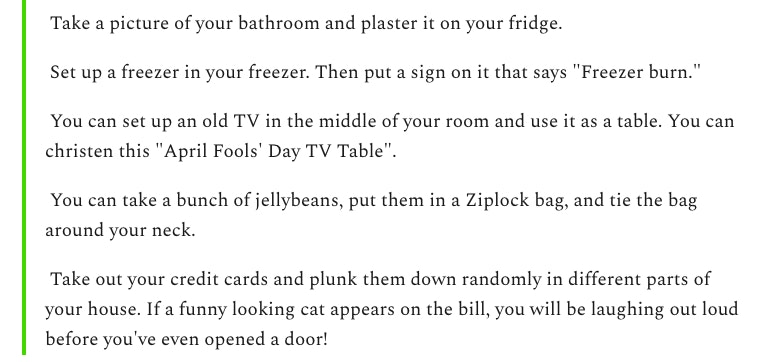 Take a picture of your bathroom and plaster it on your fridge.
Set up a freezer in your freezer. Then put a sign on it that says "Freezer burn."
You can set up an old TV in the middle of your room and use it as a table. You can
christen this "April Fools' Day TV Table".
You can take a bunch of jellybeans, put them in a Ziplock bag, and tie the bag
around your neck.
Take out your credit cards and plunk them down randomly in different parts of
your house. If a funny looking cat appears on the bill, you will be laughing out loud
before you've even opened a door!